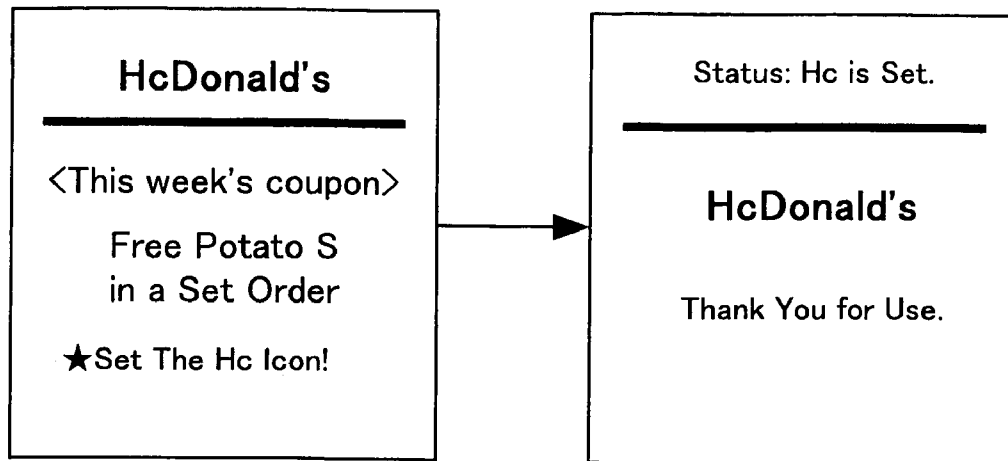 HcDonald's
<This week's coupon>
Free Potato S
in a Set Order
★Set The Hc Icon!
Status: Hc is Set.
HcDonald's
Thank You for Use.